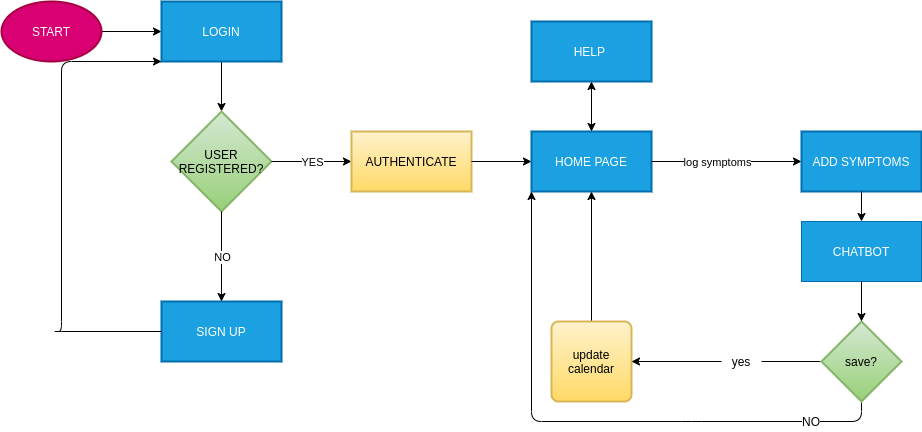 START
LOGIN
HELP
USER
REGISTERED?
YES
AUTHENTICATE
HOME PAGE
log symptoms
ADD SYMPTOMS
CHATBOT
NO
SIGN UP
update
calendar
yes
save?
NO